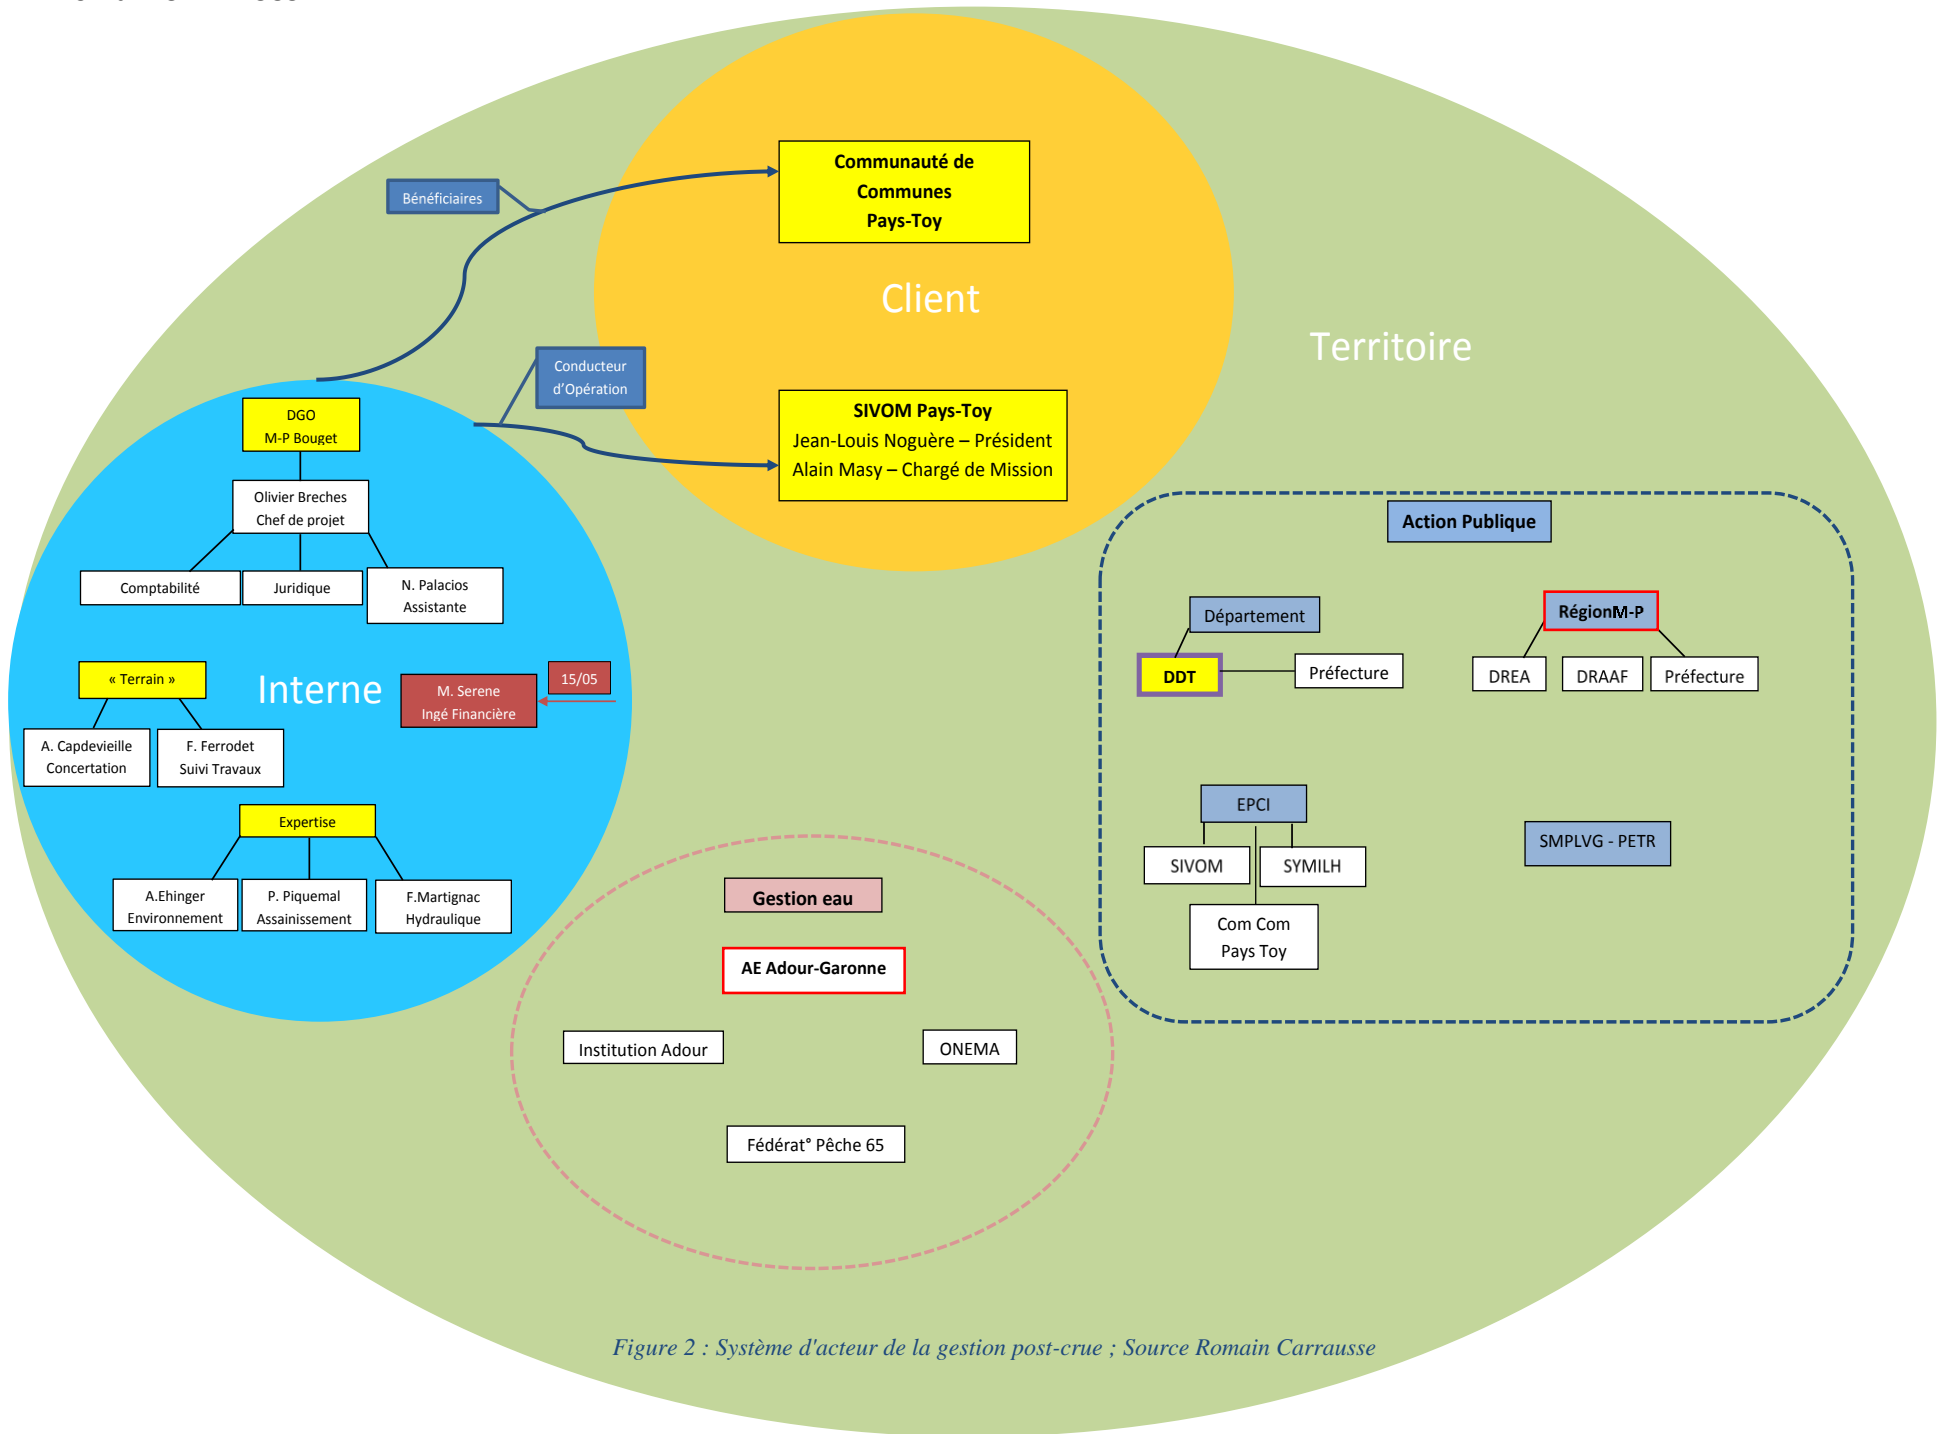 Communauté de
Communes
Pays-Toy
Bénéficiaires
Client
Territoire
Conducteur
d'Opération
SIVOM Pays-Toy
Jean-Louis Noguère – Président
Alain Masy – Chargé de Mission
DGO
M-P Bouget
Olivier Breches
Chef de projet
Comptabilité
Juridique
N. Palacios
Assistante
« Terrain »
Interne
M. Serene
Ingé Financière
15/05
A. Capdevieille
Concertation
F. Ferrodet
Suivi Travaux
Expertise
A.Ehinger
Environnement
P. Piquemal
Assainissement
F.Martignac
Hydraulique
Action Publique
Département
DDT
Préfecture
RégionM-P
DREA
DRAAF
Préfecture
EPCI
SIVOM
SYMILH
Com Com
Pays Toy
SMPLVG - PETR
Gestion eau
AE Adour-Garonne
Institution Adour
ONEMA
Fédérat° Pêche 65
Figure 2 : Système d'acteur de la gestion post-crue ; Source Romain Carrausse